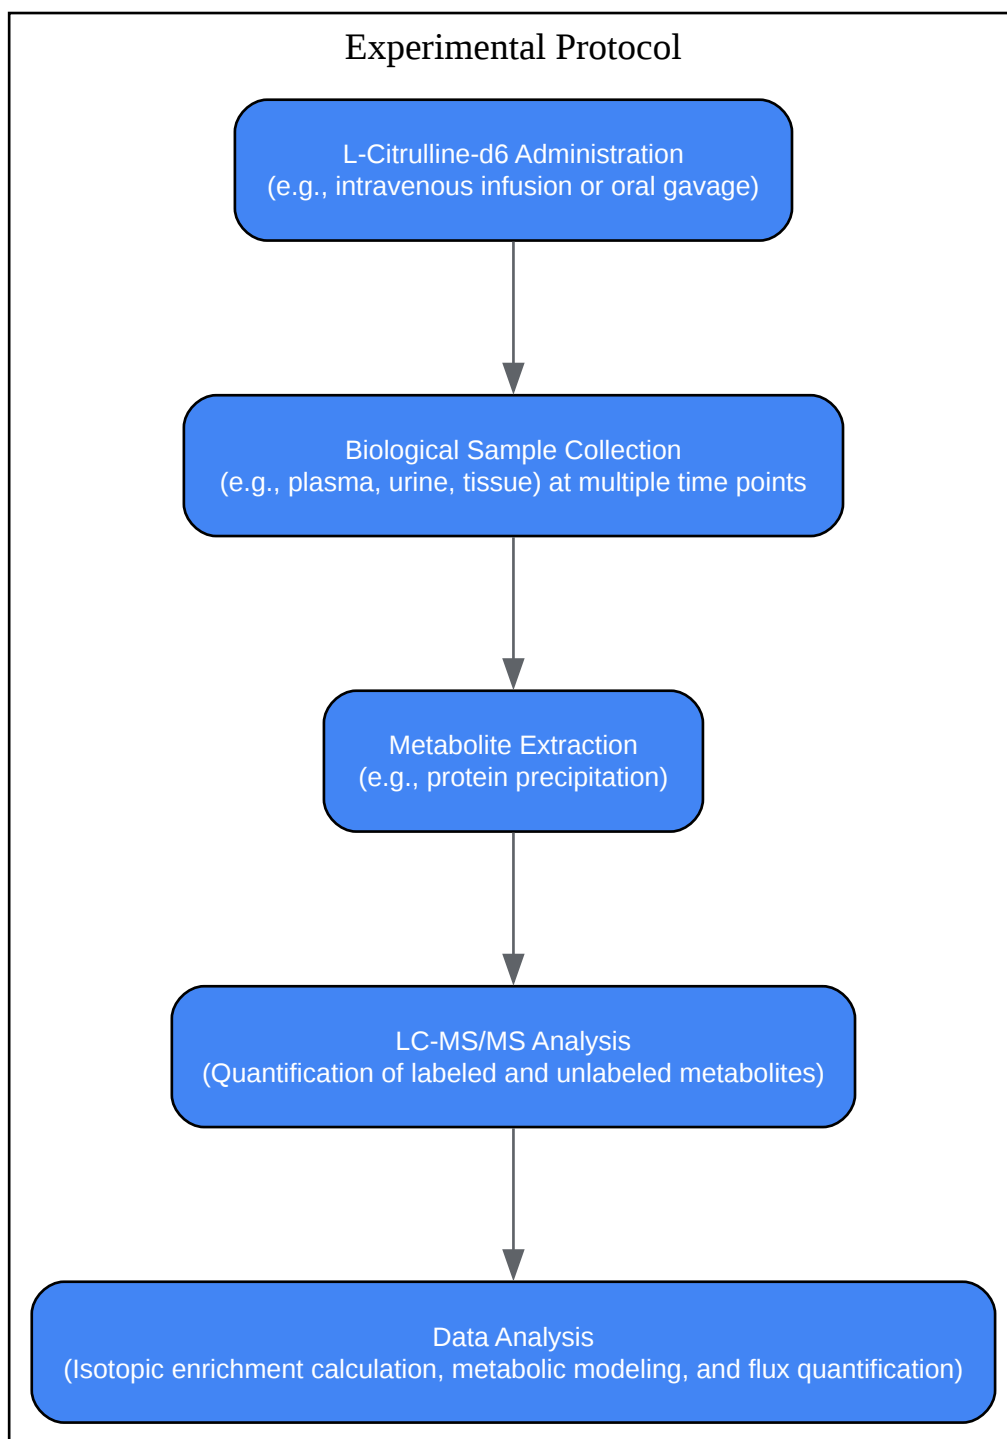 Experimental Protocol
L-Citrulline-d6 Administration
(e.g., intravenous infusion or oral gavage)
Biological Sample Collection
(e.g., plasma, urine, tissue) at multiple time points
Metabolite Extraction
(e.g., protein precipitation)
LC-MS/MS Analysis
(Quantification of labeled and unlabeled metabolites)
Data Analysis
(Isotopic enrichment calculation, metabolic modeling, and flux quantification)